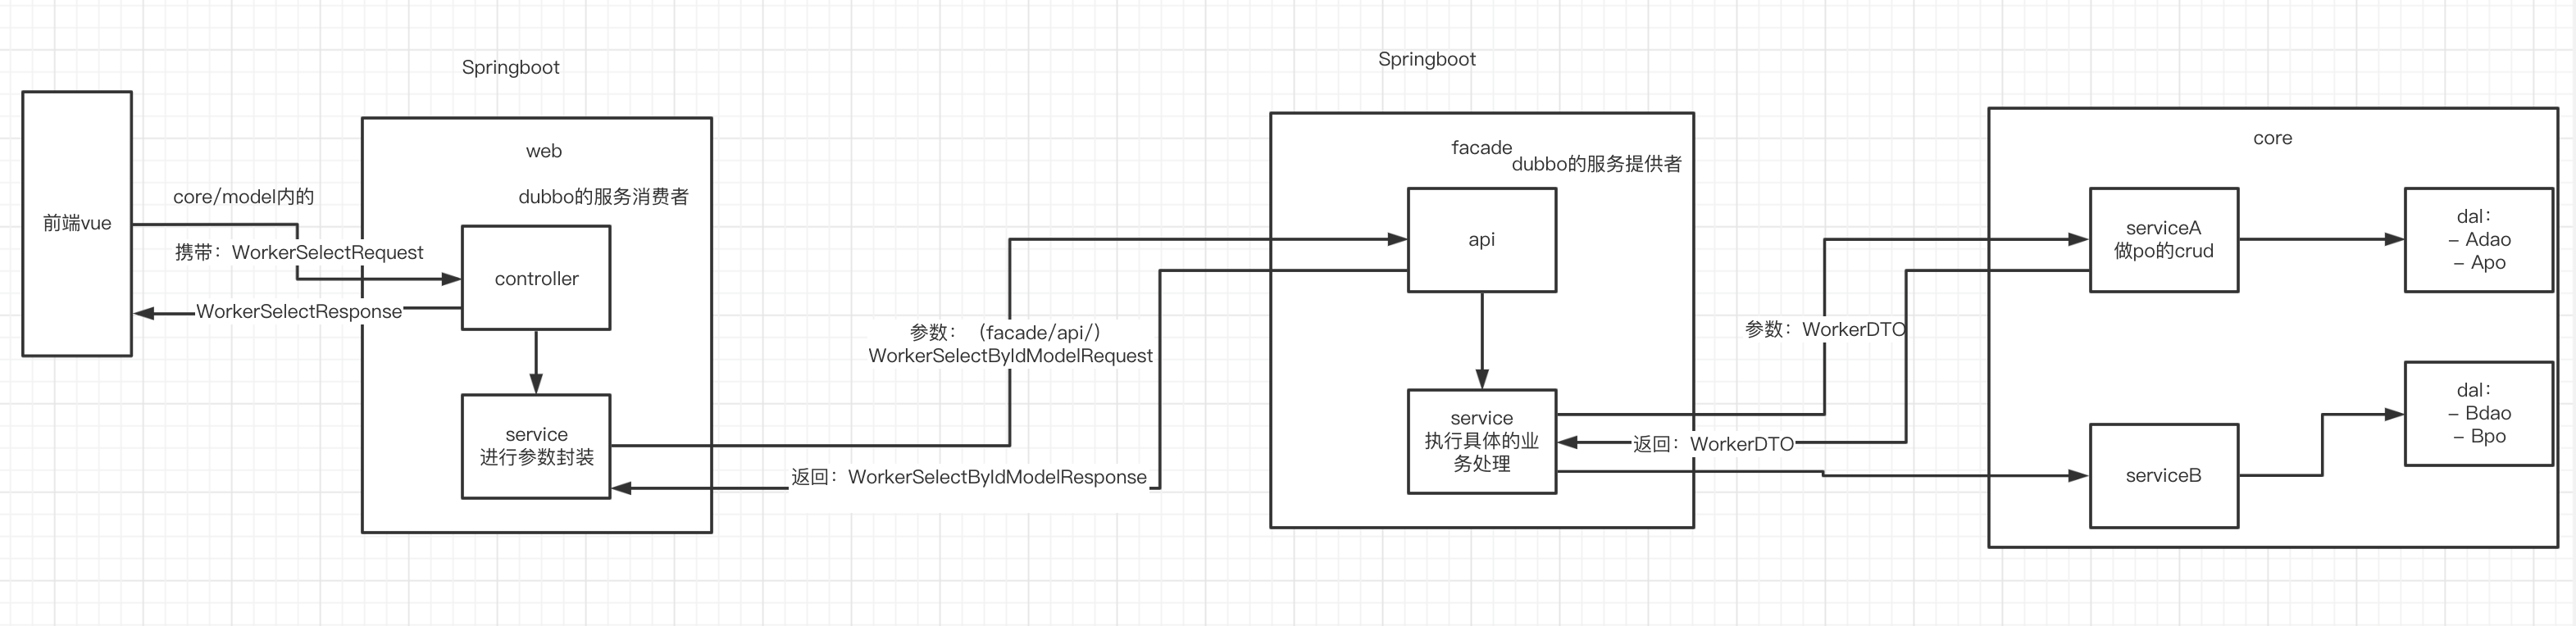 Springboot
web
dubbo的服务消费者
前端vue
core/model内的
携带：WorkerSelectRequest
WorkerSelectResponse
controller
service
进行参数封装
参数：（facade/api/）
WorkerSelectByIdModelRequest
返回：WorkerSelectByIdModelResponse
Springboot
facade
dubbo的服务提供者
api
service
执行具体的业
务处理
参数：WorkerDTO
返回：WorkerDTO
core
serviceA
做po的crud
dal：
- Adao
- Apo
serviceB
dal：
- Bdao
- Bpo